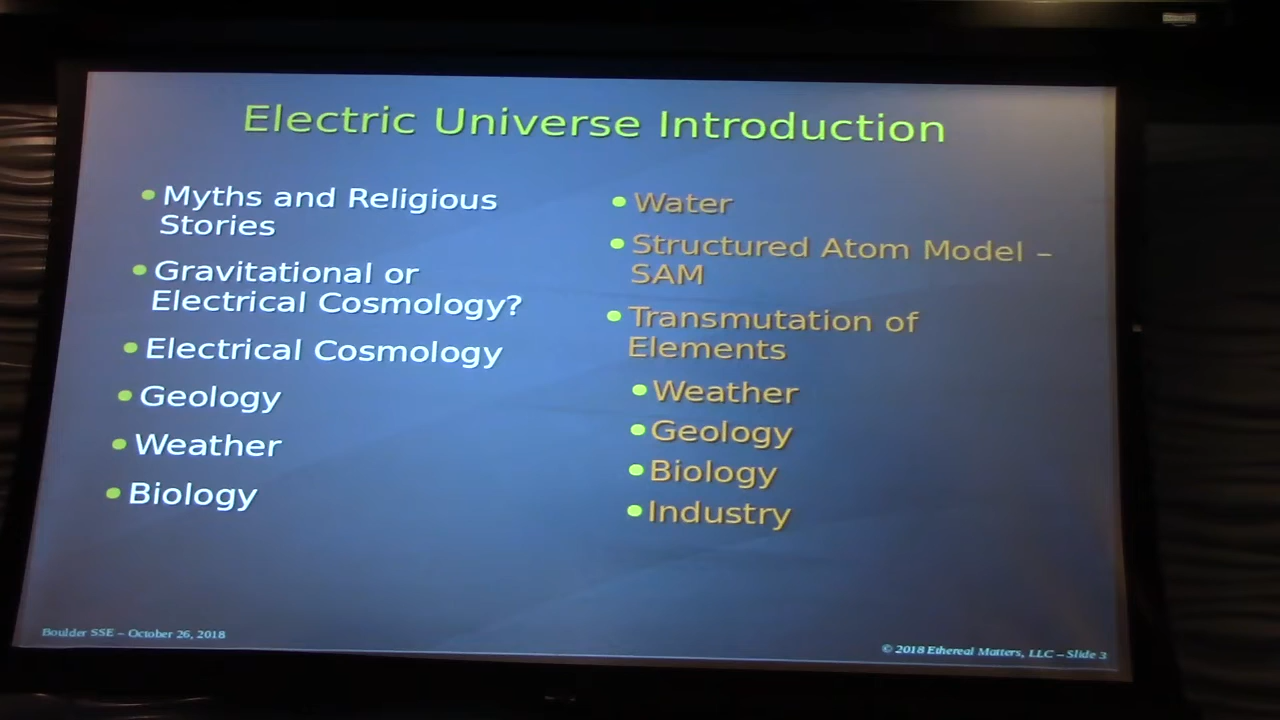 Electric Universe Introduction
• Myths and Religious
Stories
• Gravitational or
Electrical Cosmology?
• Electrical Cosmology
• Geology
• Weather
• Biology
• Water
• Structured Atom Model –
SAM
• Transmutation of
Elements
• Weather
• Geology
• Biology
• Industry
Boulder SSE – October 26, 2018
© 2018 Ethereal Matters, LLC – Slide 3